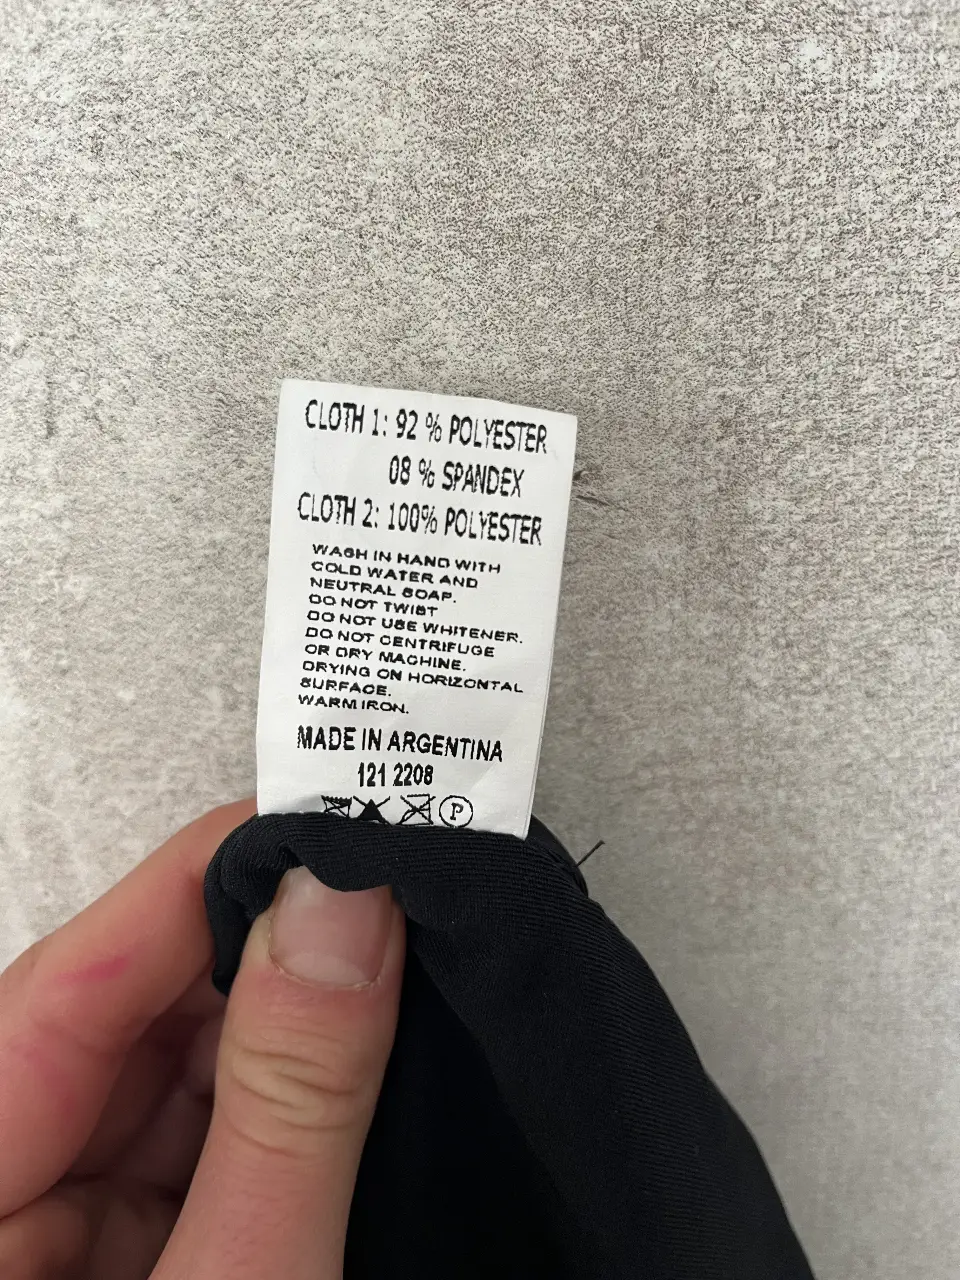 CLOTH 1: 92 % POLYESTER
08 % SPANDEX
CLOTH 2: 100% POLYESTER
WASH IN HAND WITH
COLD WATER AND
NEUTRAL SOAP.
DO NOT TWIST
DO NOT USE WHITENER.
DO NOT CENTRIFUGE
OR DRY MACHINE.
DRYING ON HORIZONTAL
SURFACE.
WARM IRON.
MADE IN ARGENTINA
121 2208
P